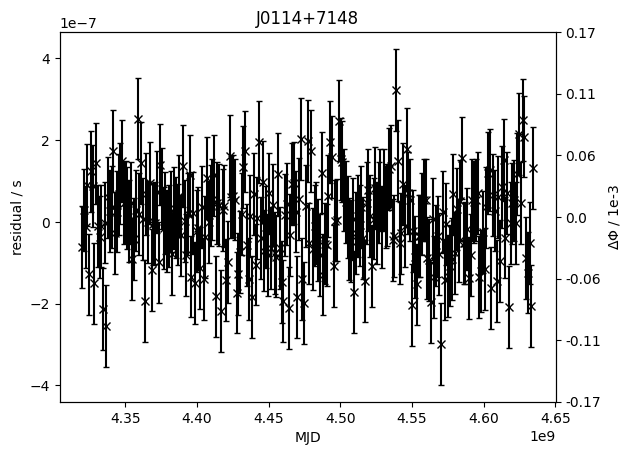 J0114+7148
1e−7
4
2
0
−2
−4
residual / s
0.17
0.11
0.06
0.0
-0.06
-0.11
-0.17
ΔΦ / 1e-3
4.35 4.40 4.45 4.50 4.55 4.60 4.65
MJD
1e9